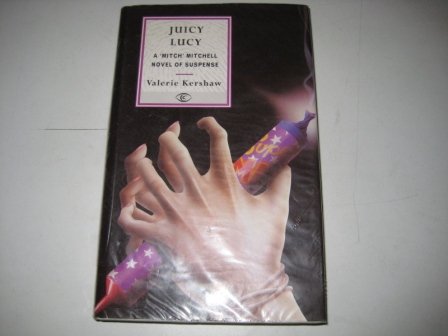 JUICY
LUCY
A 'MITCH' MITCHELL
NOVEL OF SUSPENSE
Valerie Kershaw